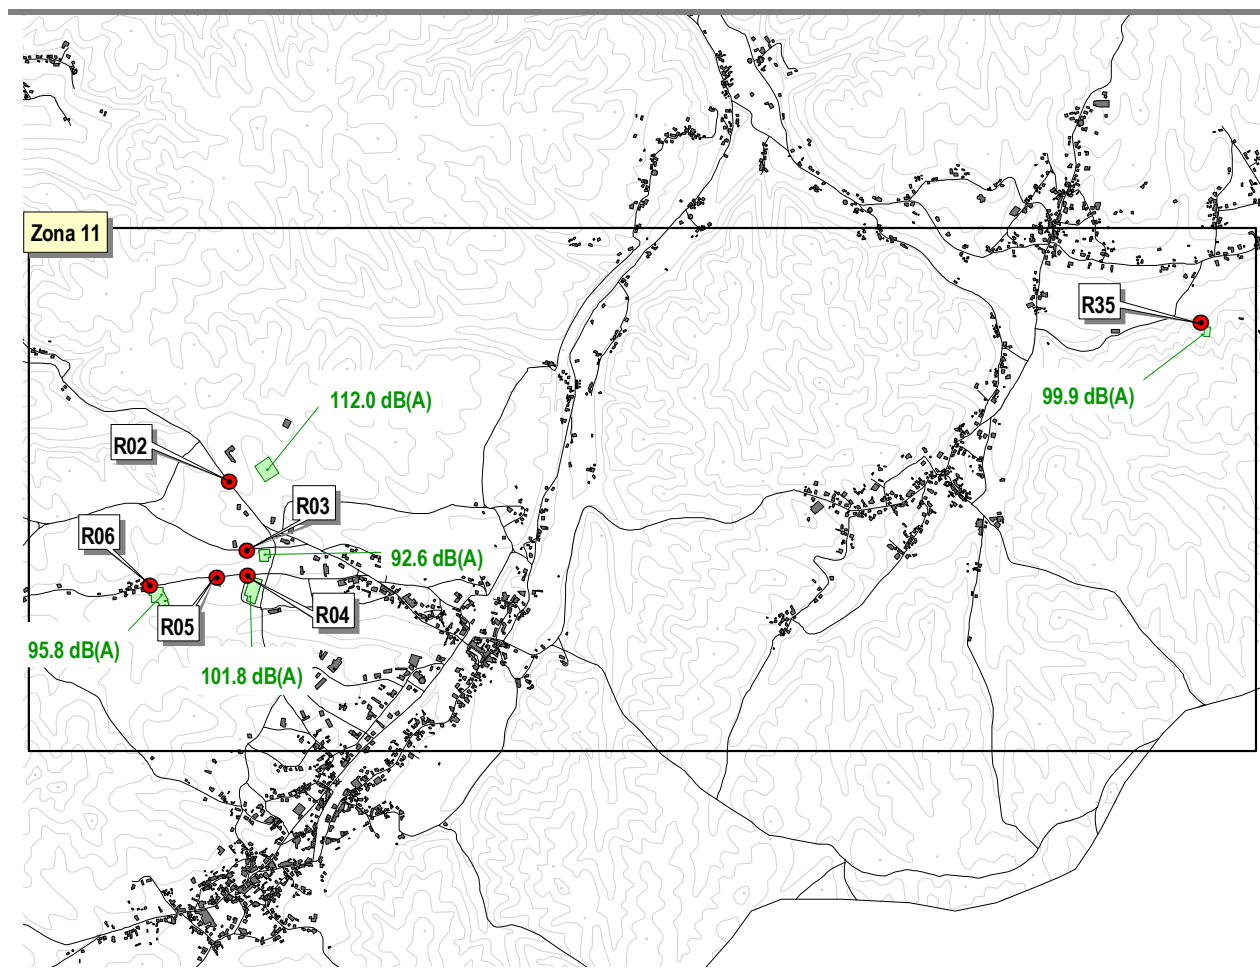 Zona 11
R35
99.9 dB(A)
112.0 dB(A)
R02
R03
R06
92.6 dB(A)
R04
R05
95.8 dB(A)
101.8 dB(A)